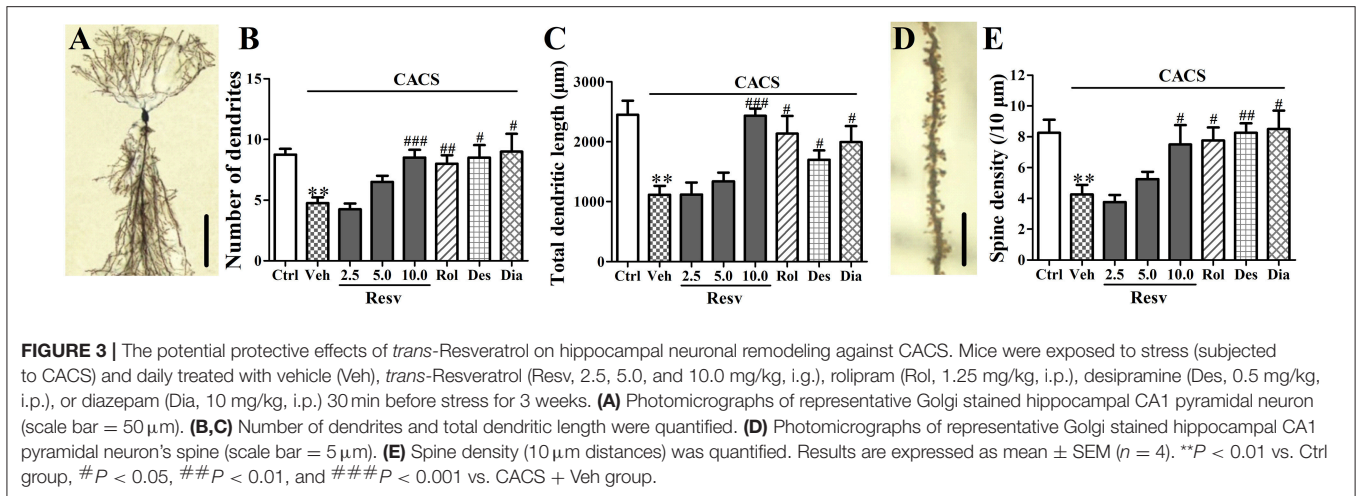 A
B
Number of dendrites
15
10
5
0
CACS
**
###
##
#
#
Ctrl Veh 2.5 5.0 10.0 Rol Des Dia
Resv
C
Total dendritic length (μm)
3000
2000
1000
0
CACS
**
###
#
#
#
Ctrl Veh 2.5 5.0 10.0 Rol Des Dia
Resv
D
E
Spine density (/10 μm)
12
10
8
6
4
2
0
CACS
**
#
#
##
#
Ctrl Veh 2.5 5.0 10.0 Rol Des Dia
Resv
FIGURE 3 | The potential protective effects of trans-Resveratrol on hippocampal neuronal remodeling against CACS. Mice were exposed to stress (subjected
to CACS) and daily treated with vehicle (Veh), trans-Resveratrol (Resv, 2.5, 5.0, and 10.0 mg/kg, i.g.), rolipram (Rol, 1.25 mg/kg, i.p.), desipramine (Des, 0.5 mg/kg,
i.p.), or diazepam (Dia, 10 mg/kg, i.p.) 30 min before stress for 3 weeks. (A) Photomicrographs of representative Golgi stained hippocampal CA1 pyramidal neuron
(scale bar = 50 μm). (B,C) Number of dendrites and total dendritic length were quantified. (D) Photomicrographs of representative Golgi stained hippocampal CA1
pyramidal neuron's spine (scale bar = 5 μm). (E) Spine density (10 μm distances) was quantified. Results are expressed as mean ± SEM (n = 4). **P < 0.01 vs. Ctrl
group, #P < 0.05, ##P < 0.01, and ###P < 0.001 vs. CACS + Veh group.